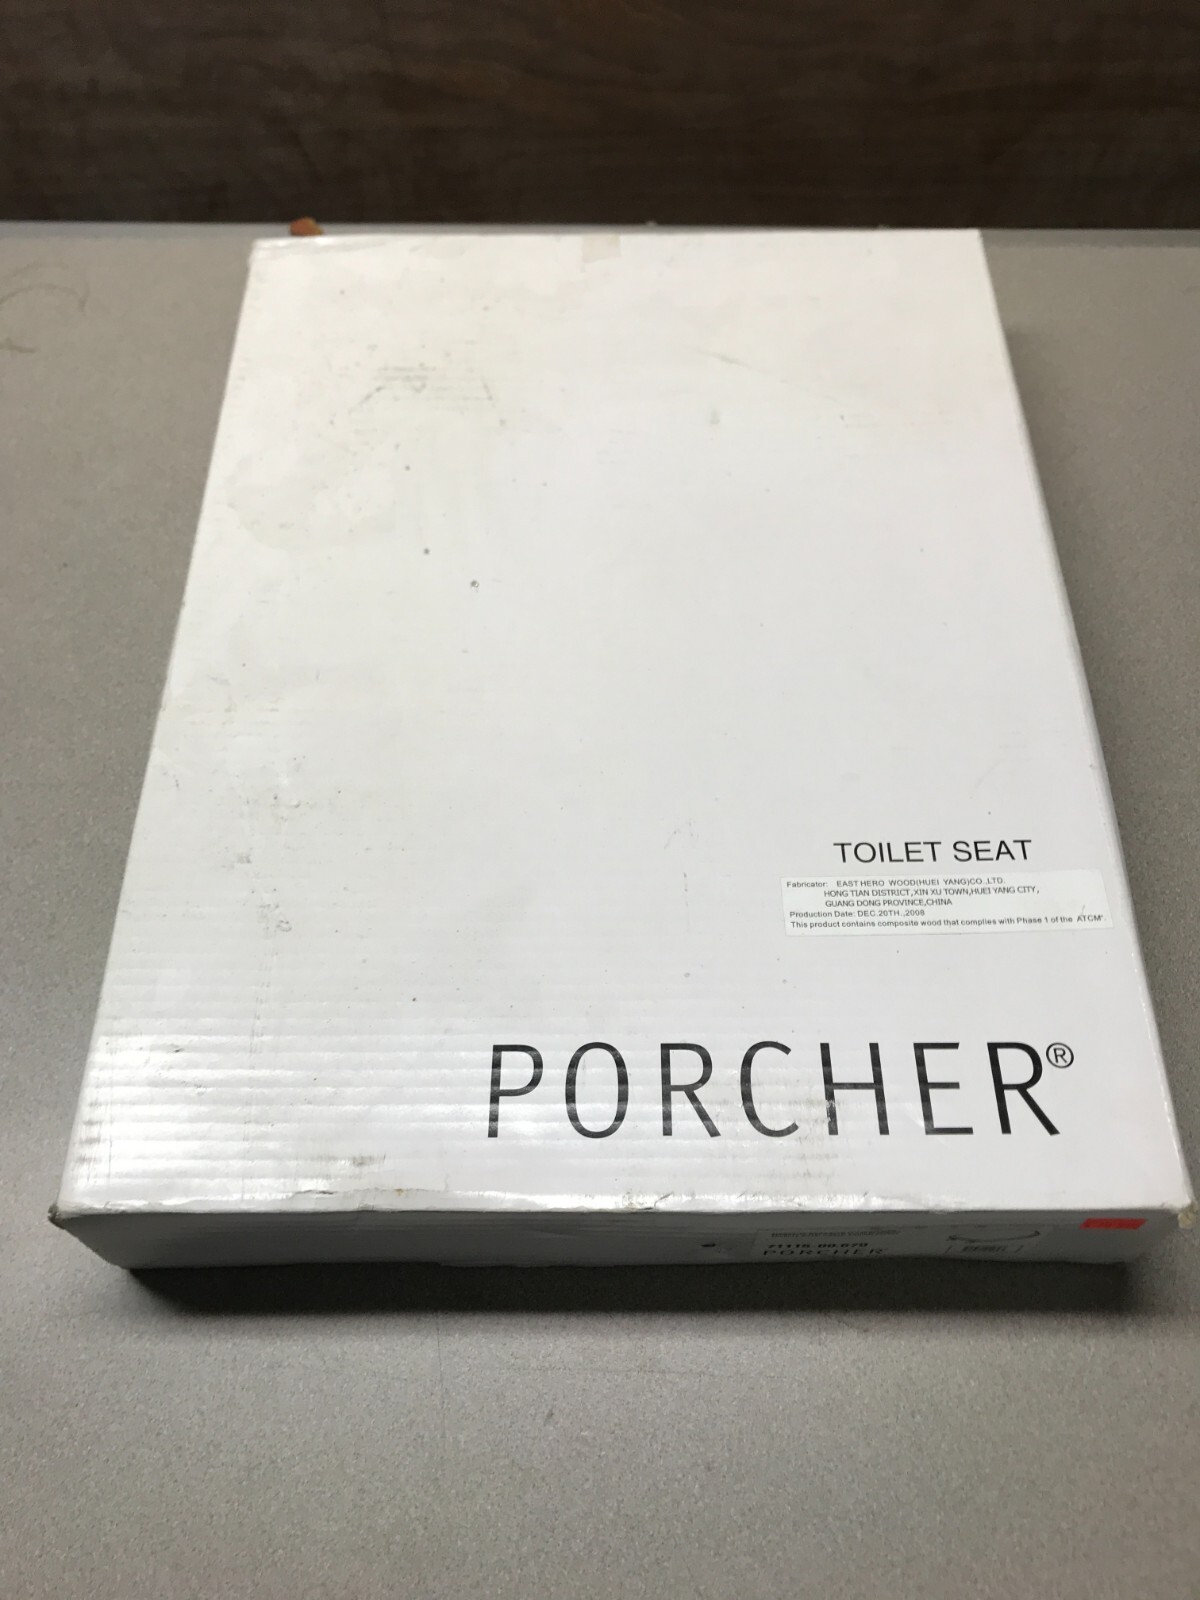 TOILET SEAT
Fabricator: EAST HERO WOOD(HUEI YANG)CO.,LTD.
HONG TIAN DISTRICT,XIN XU TOWN,HUEI YANG CITY,
GUANG DONG PROVINCE,CHINA
Production Date: DEC.20TH.,2008
This product contains composite wood that complies with Phase 1 of the ATCM'.
PORCHER®
PORCHER